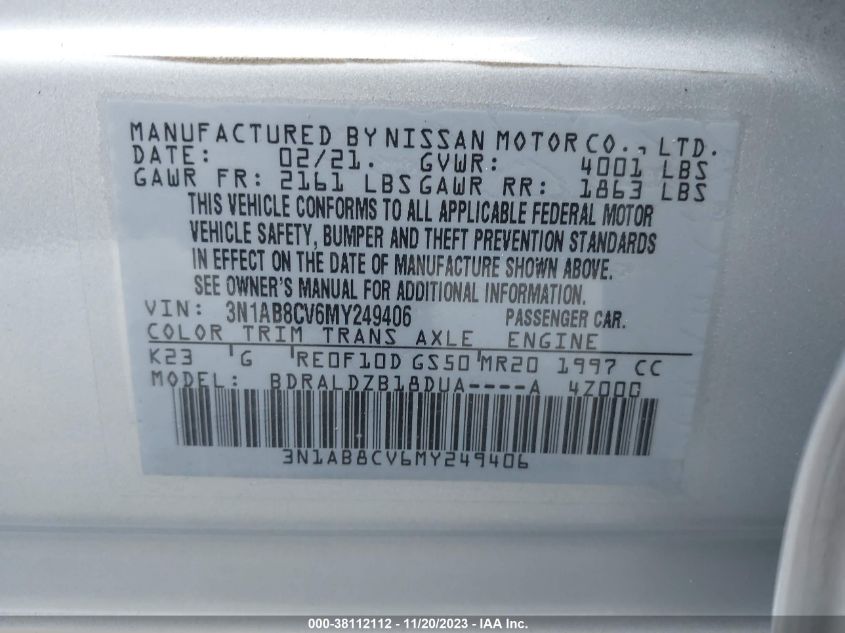 MANUFACTURED BY NISSAN MOTOR CO., LTD.
DATE: 02/21. GVWR: 4001 LBS
GAWR FR: 2161 LBS GAWR RR: 1863 LBS
THIS VEHICLE CONFORMS TO ALL APPLICABLE FEDERAL MOTOR
VEHICLE SAFETY, BUMPER AND THEFT PREVENTION STANDARDS
IN EFFECT ON THE DATE OF MANUFACTURE SHOWN ABOVE.
SEE OWNER'S MANUAL FOR ADDITIONAL INFORMATION
VIN: 3N1AB8CV6MY249406 PASSENGER CAR.
COLOR TRIM TRANS AXLE ENGINE
K23 G RE0F10D GS50 MR20 1997 CC
MODEL: BDRALDZB18DUA----A 4Z000
3N1AB8CV6MY249406
000-38112112 - 11/20/2023 - IAA Inc.